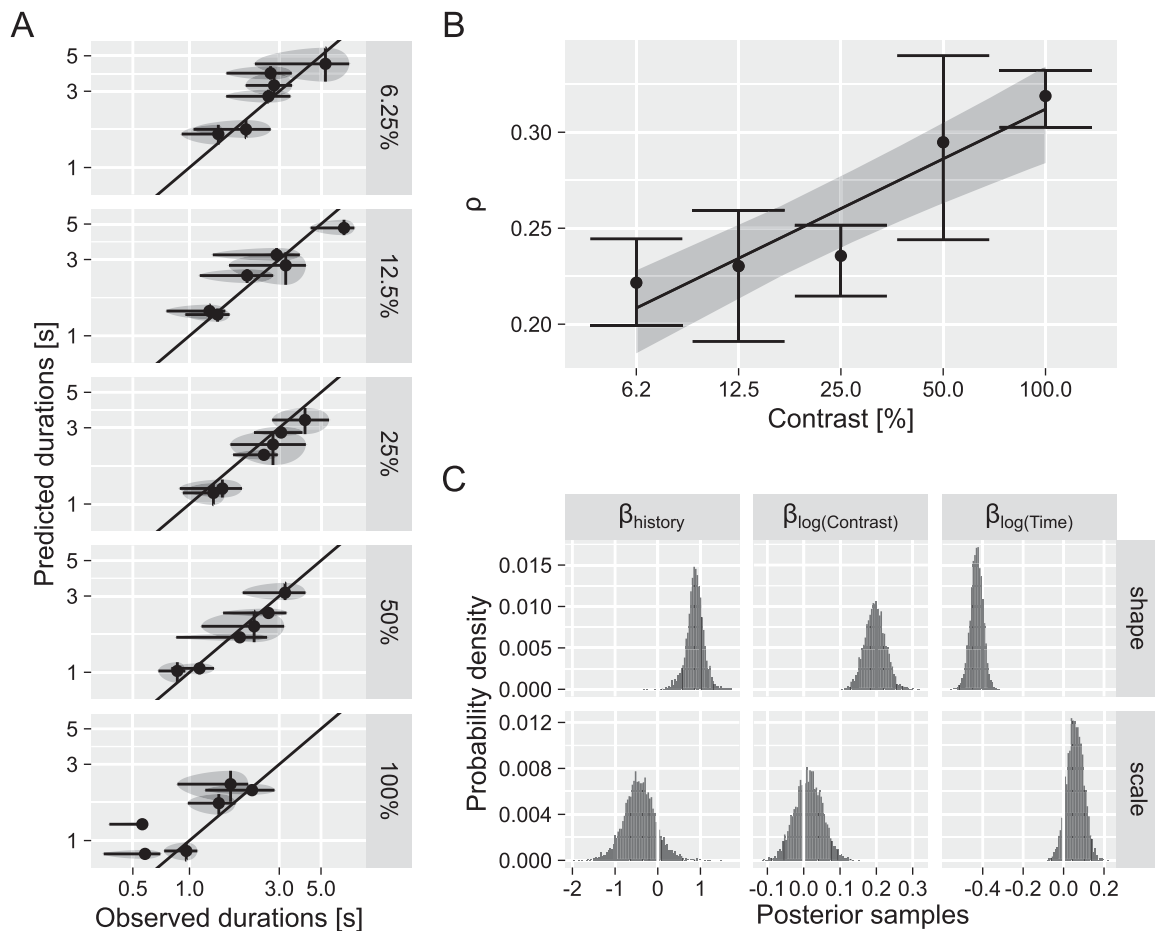 A
Predicted durations [s]
5
3
1
6.25%
5
3
1
12.5%
5
3
1
25%
5
3
1
50%
5
3
1
100%
0.5 1.0 3.0 5.0
Observed durations [s]
B
ρ
0.30
0.25
0.20
6.2 12.5 25.0 50.0 100.0
Contrast [%]
C
βhistory βlog(Contrast) βlog(Time)
Probability density
0.015
0.010
0.005
0.000
shape
0.012
0.008
0.004
0.000
scale
-2 -1 0 1 -0.1 0.0 0.1 0.2 0.3 -0.4 -0.2 0.0 0.2
Posterior samples